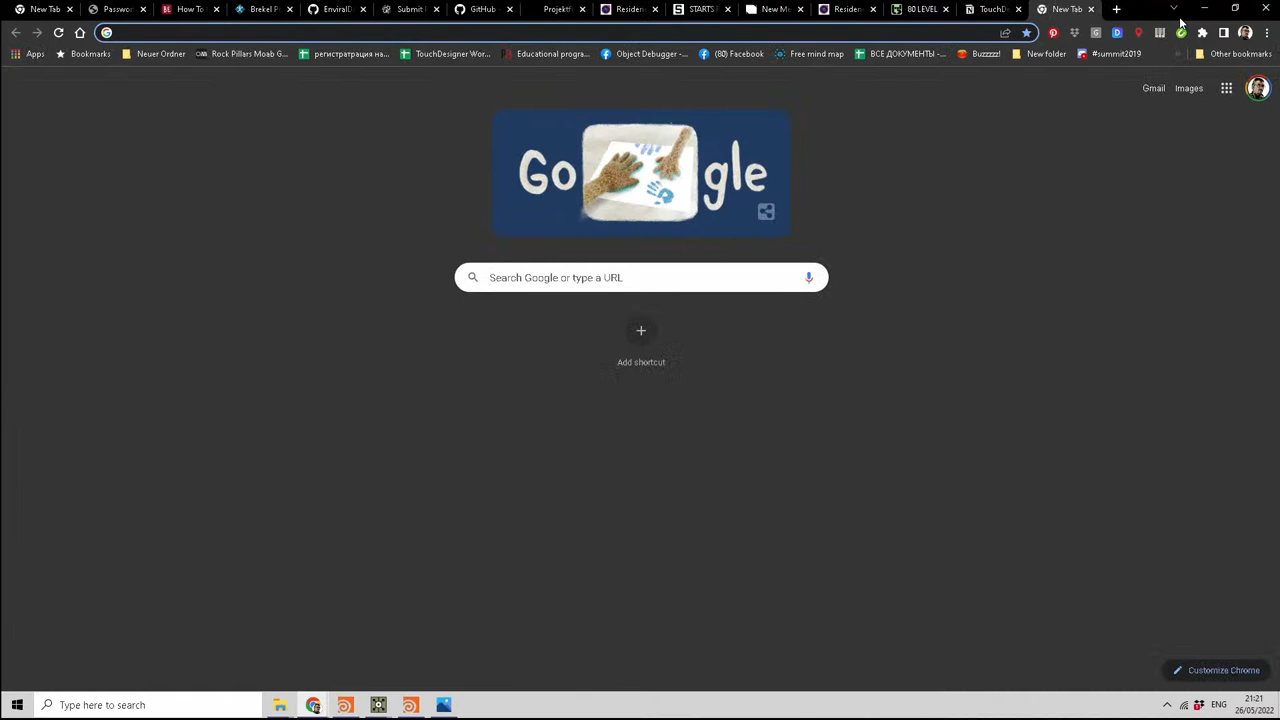 New Tab
Passwor
How To
Brekel P
EnviralD
Submit
GitHub
Projektf
Residen
STARTS
New M
Residen
80 LEVEL
TouchD
New Tab
Apps
Bookmarks
Neuer Ordner
Rock Pillars Moab G...
регистрация на...
TouchDesigner Wor...
Educational progra...
Object Debugger -...
(80) Facebook
Free mind map
ВСЕ ДОКУМЕНТЫ -...
Buzzzz!
New folder
#summit2019
Other bookmarks
Gmail
Images
Go gle
Search Google or type a URL
Add shortcut
Customize Chrome
Type here to search
ENG
21:21
26/05/2022